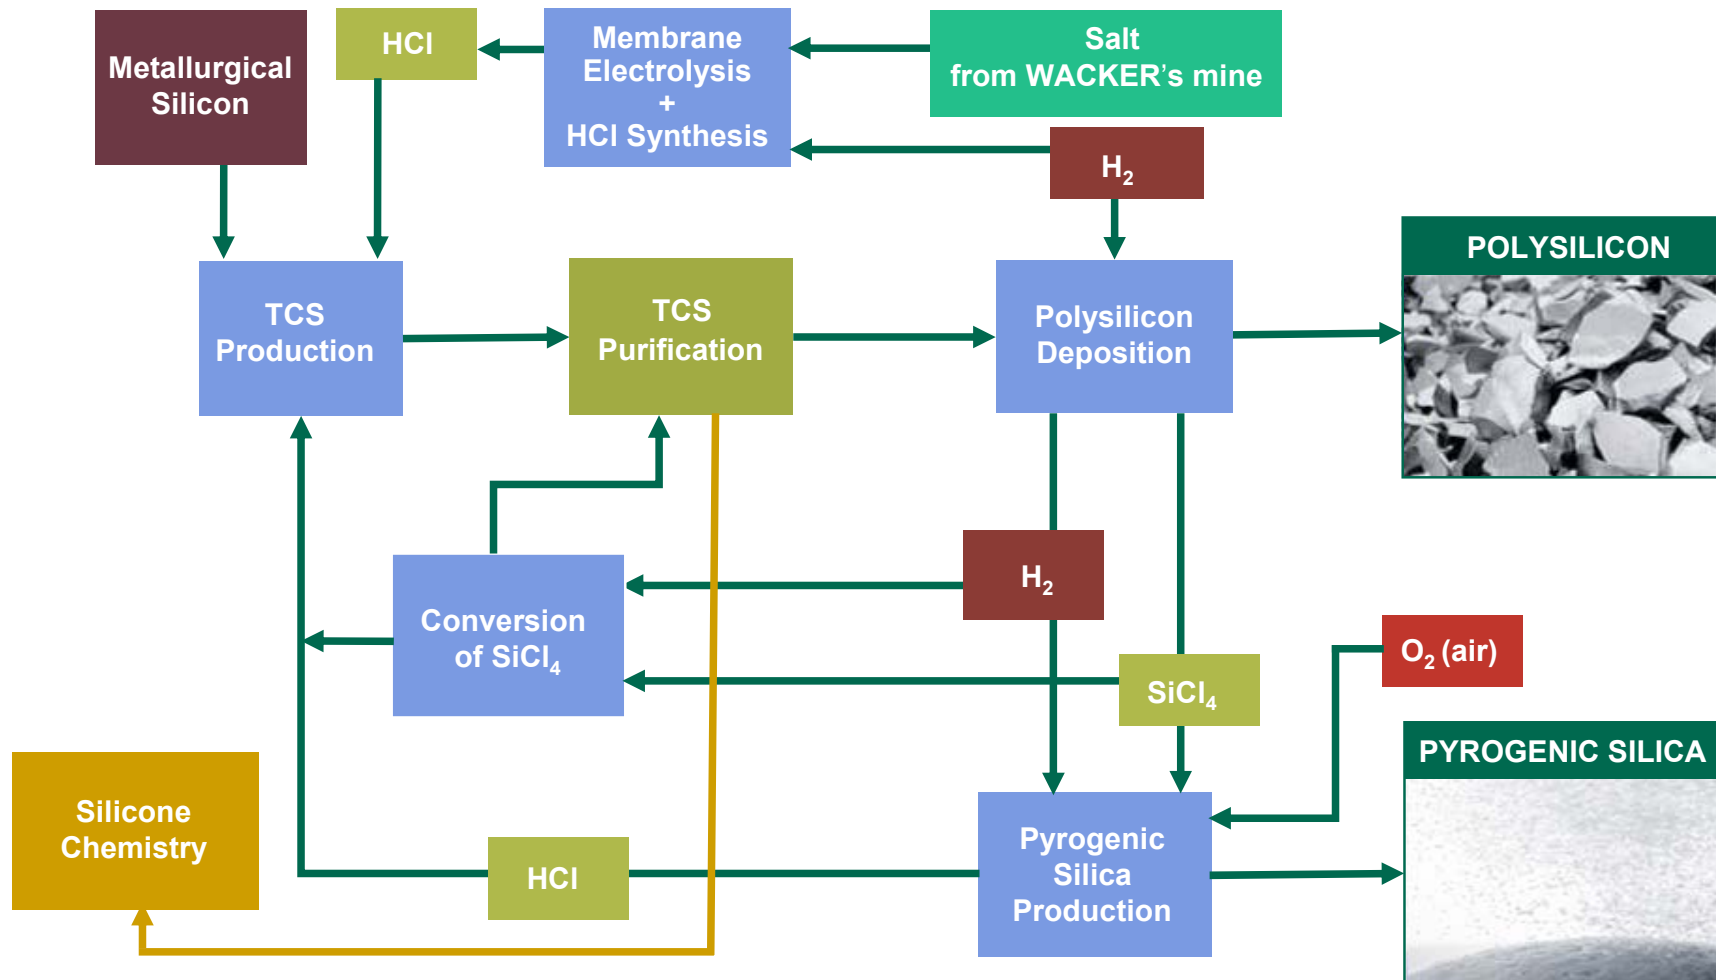 Metallurgical
Silicon
HCl
Membrane
Electrolysis
+
HCl Synthesis
Salt
from WACKER's mine
H₂
TCS
Production
TCS
Purification
Polysilicon
Deposition
POLYSILICON
Conversion
of SiCl₄
H₂
SiCl₄
O₂ (air)
PYROGENIC SILICA
Silicone
Chemistry
HCl
Pyrogenic
Silica
Production